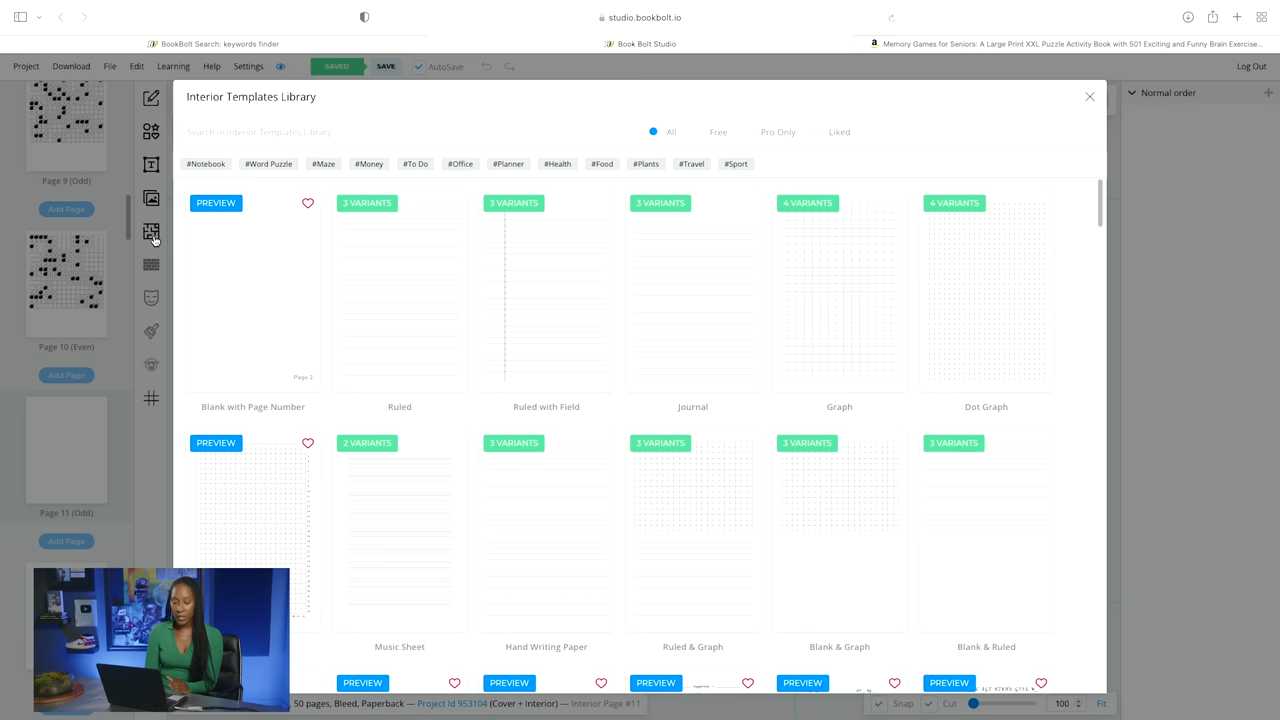 studio.bookbolt.io
BookBolt Search: keywords finder
Book Bolt Studio
Memory Games for Seniors: A Large Print XXL Puzzle Activity Book with 501 Exciting and Funny Brain Exercise...
Project Download File Edit Learning Help Settings SAVED SAVE AutoSave Log Out
Interior Templates Library
Normal order
Search in Interior Templates Library
All Free Pro Only Liked
#Notebook #Word Puzzle #Maze #Money #To Do #Office #Planner #Health #Food #Plants #Travel #Sport
Page 9 (Odd)
Add Page
Page 10 (Even)
Add Page
Page 11 (Odd)
Add Page
PREVIEW 3 VARIANTS 3 VARIANTS 3 VARIANTS 4 VARIANTS 4 VARIANTS
Page 2
Blank with Page Number Ruled Ruled with Field Journal Graph Dot Graph
PREVIEW 2 VARIANTS 3 VARIANTS 3 VARIANTS 3 VARIANTS 3 VARIANTS
Music Sheet Hand Writing Paper Ruled & Graph Blank & Graph Blank & Ruled
PREVIEW PREVIEW PREVIEW PREVIEW PREVIEW
50 pages, Bleed, Paperback — Project Id 953104 (Cover + Interior) — Interior Page #11
Snap Cut 100 Fit